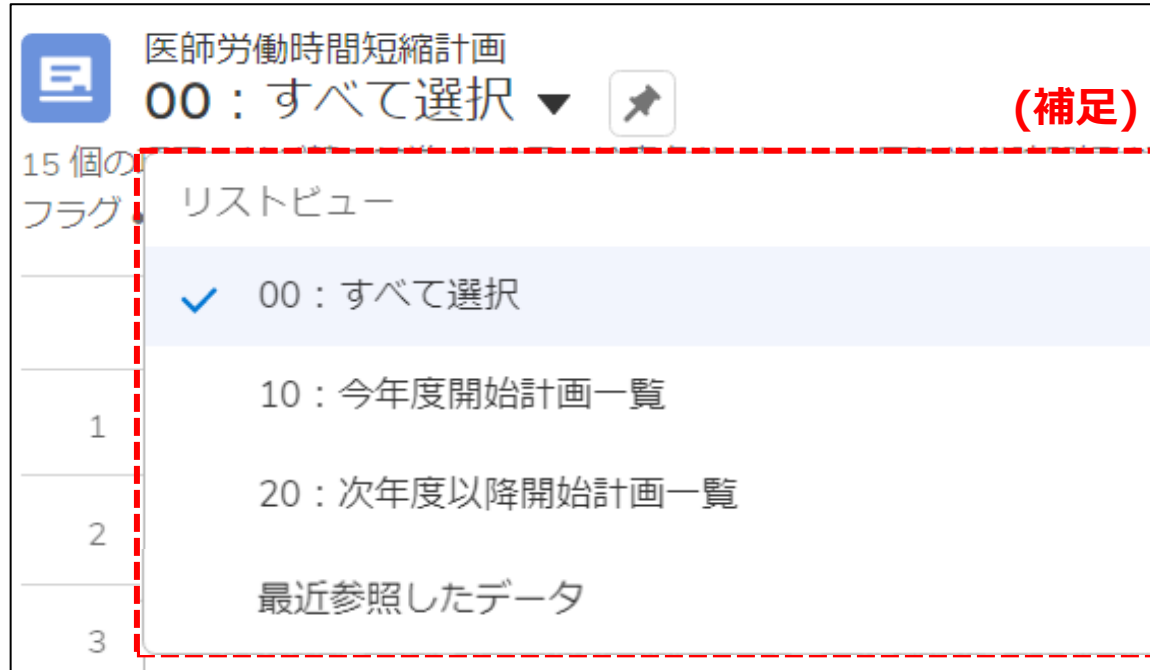 医師労働時間短縮計画
00：すべて選択
(補足)
15 個の
フラグ
リストビュー
00：すべて選択
10：今年度開始計画一覧
1
20：次年度以降開始計画一覧
2
最近参照したデータ
3